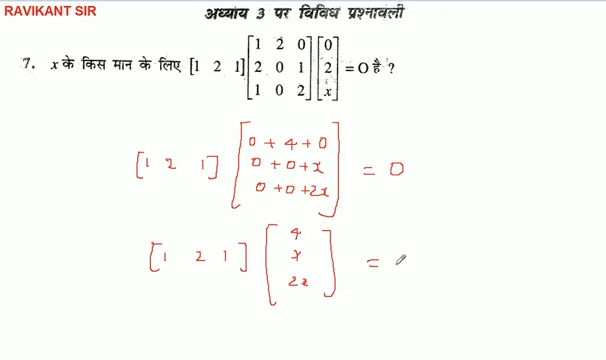 RAVIKANT SIR
अध्याय 3 पर विविध प्रश्नावली
7. x के किस मान के लिए [1 2 1] [1 2 0; 2 0 1; 1 0 2] [0; 2; x] = O है ?
[1 2 1] [0 + 4 + 0; 0 + 0 + x; 0 + 0 + 2x] = 0
[1 2 1] [4; x; 2x] =